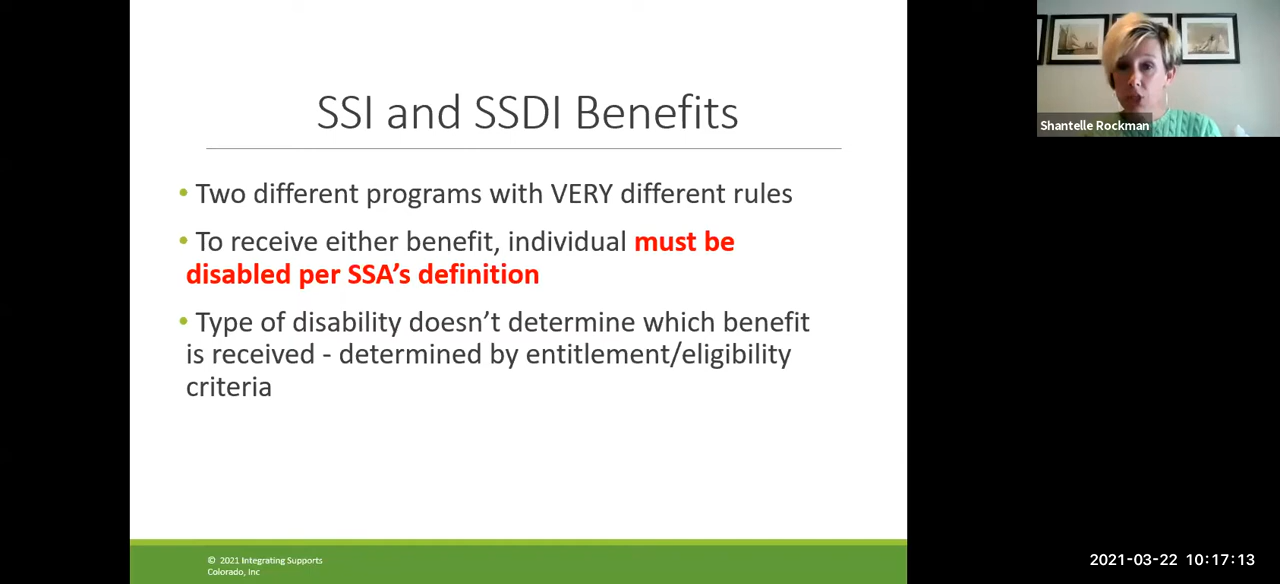 SSI and SSDI Benefits
• Two different programs with VERY different rules
• To receive either benefit, individual must be
disabled per SSA’s definition
• Type of disability doesn’t determine which benefit
is received - determined by entitlement/eligibility
criteria
© 2021 Integrating Supports
Colorado, Inc
Shantelle Rockman
2021-03-22 10:17:13